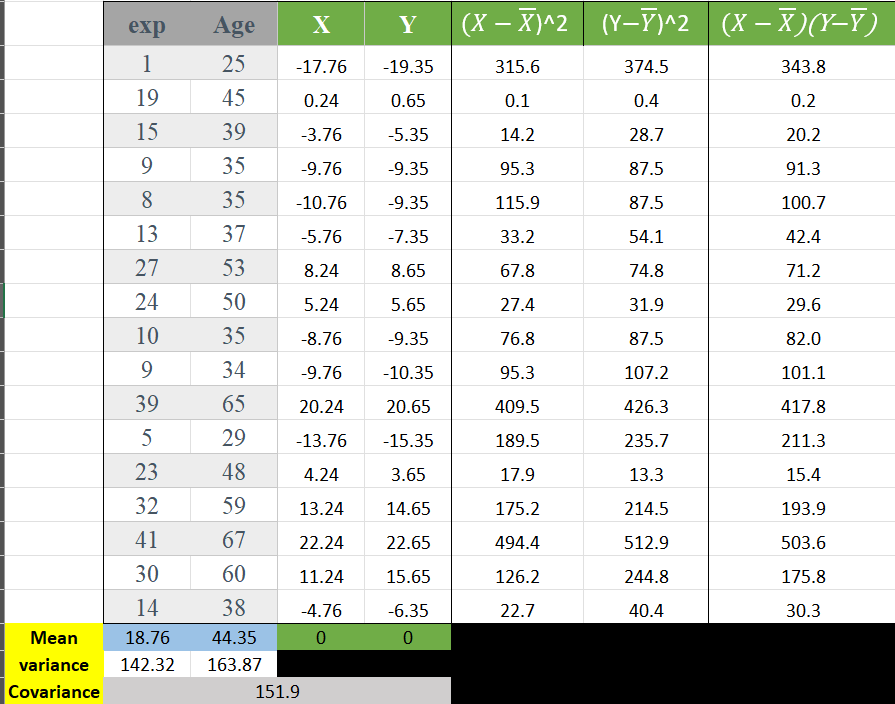 exp Age X Y (X − X̅)^2 (Y−Y̅)^2 (X − X̅)(Y−Y̅)
1 25 -17.76 -19.35 315.6 374.5 343.8
19 45 0.24 0.65 0.1 0.4 0.2
15 39 -3.76 -5.35 14.2 28.7 20.2
9 35 -9.76 -9.35 95.3 87.5 91.3
8 35 -10.76 -9.35 115.9 87.5 100.7
13 37 -5.76 -7.35 33.2 54.1 42.4
27 53 8.24 8.65 67.8 74.8 71.2
24 50 5.24 5.65 27.4 31.9 29.6
10 35 -8.76 -9.35 76.8 87.5 82.0
9 34 -9.76 -10.35 95.3 107.2 101.1
39 65 20.24 20.65 409.5 426.3 417.8
5 29 -13.76 -15.35 189.5 235.7 211.3
23 48 4.24 3.65 17.9 13.3 15.4
32 59 13.24 14.65 175.2 214.5 193.9
41 67 22.24 22.65 494.4 512.9 503.6
30 60 11.24 15.65 126.2 244.8 175.8
14 38 -4.76 -6.35 22.7 40.4 30.3
Mean 18.76 44.35 0 0
variance 142.32 163.87
Covariance 151.9